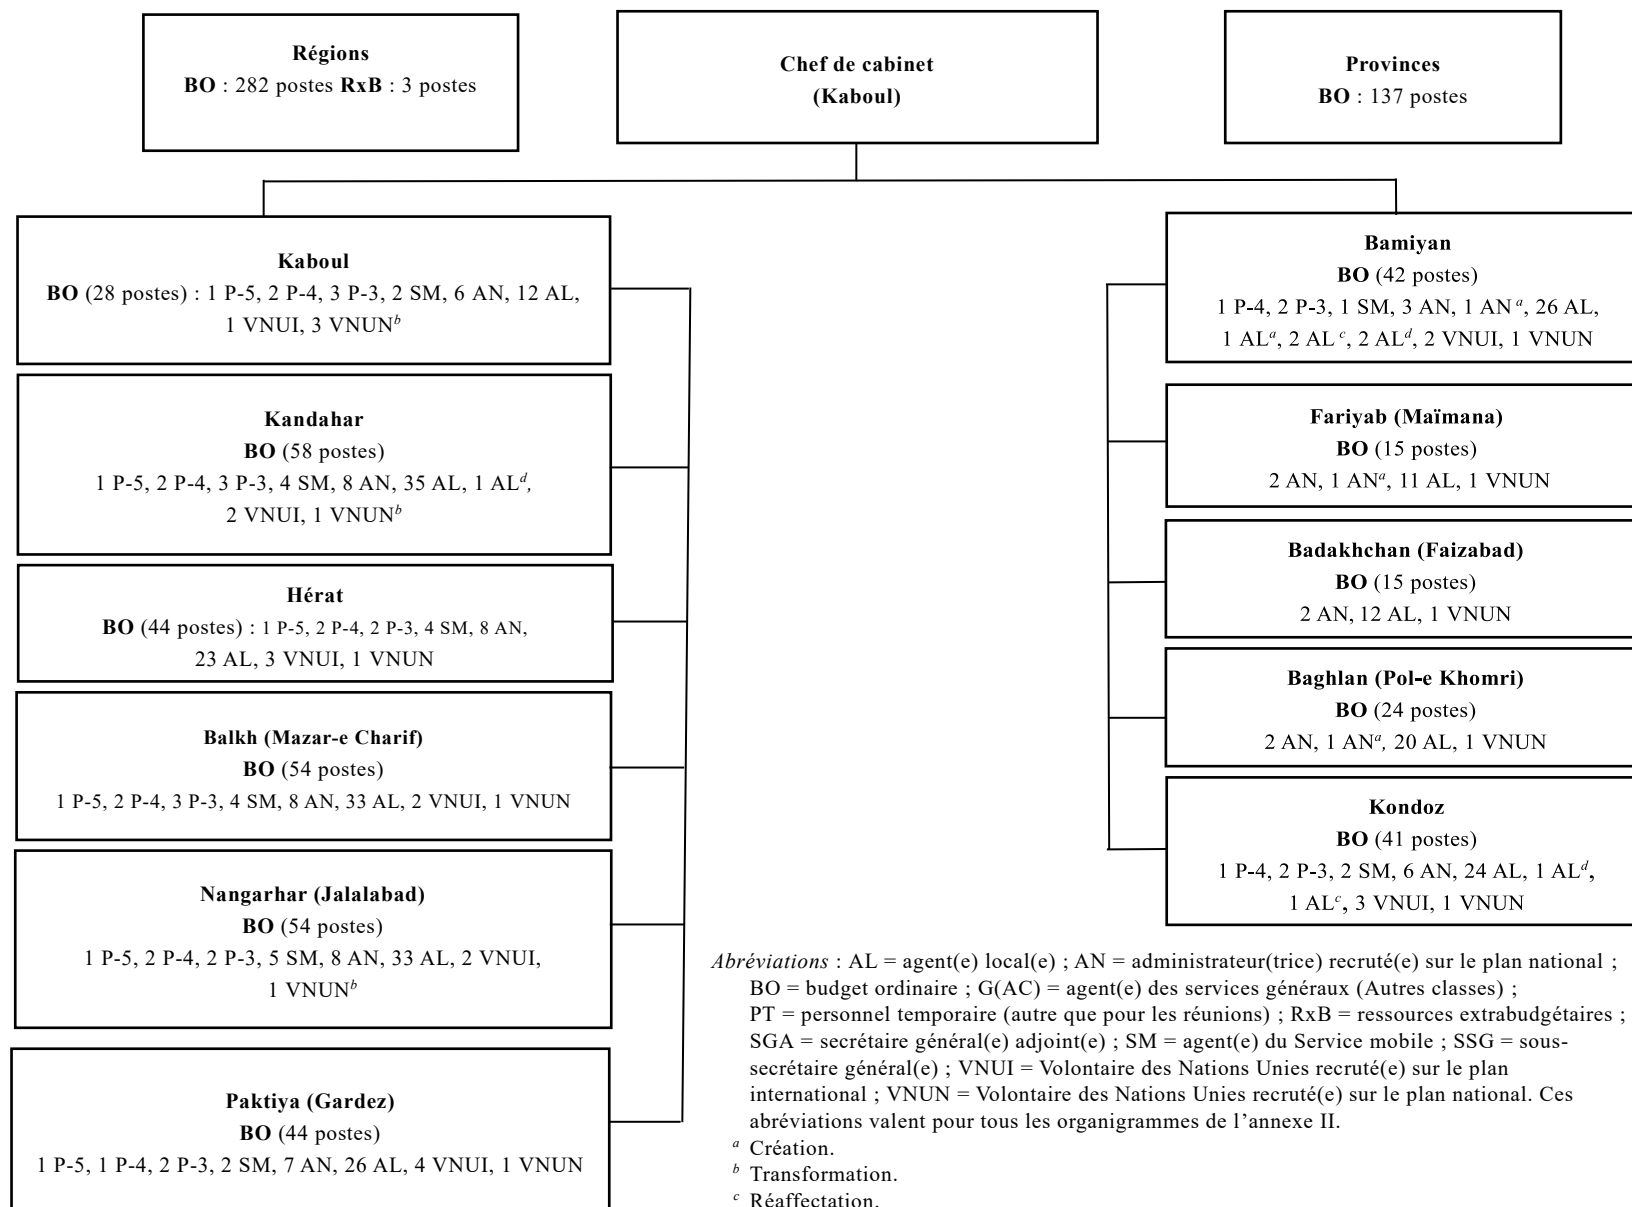 Régions
BO : 282 postes RxB : 3 postes
Chef de cabinet
(Kaboul)
Provinces
BO : 137 postes
Kaboul
BO (28 postes) : 1 P-5, 2 P-4, 3 P-3, 2 SM, 6 AN, 12 AL,
1 VNUI, 3 VNUN^b
Kandahar
BO (58 postes)
1 P-5, 2 P-4, 3 P-3, 4 SM, 8 AN, 35 AL, 1 AL^d,
2 VNUI, 1 VNUN^b
Hérat
BO (44 postes) : 1 P-5, 2 P-4, 2 P-3, 4 SM, 8 AN,
23 AL, 3 VNUI, 1 VNUN
Balkh (Mazar-e Charif)
BO (54 postes)
1 P-5, 2 P-4, 3 P-3, 4 SM, 8 AN, 33 AL, 2 VNUI, 1 VNUN
Nangarhar (Jalalabad)
BO (54 postes)
1 P-5, 2 P-4, 2 P-3, 5 SM, 8 AN, 33 AL, 2 VNUI,
1 VNUN^b
Paktiya (Gardez)
BO (44 postes)
1 P-5, 1 P-4, 2 P-3, 2 SM, 7 AN, 26 AL, 4 VNUI, 1 VNUN
Bamiyan
BO (42 postes)
1 P-4, 2 P-3, 1 SM, 3 AN, 1 AN^a, 26 AL,
1 AL^a, 2 AL^c, 2 AL^d, 2 VNUI, 1 VNUN
Fariyab (Maïmana)
BO (15 postes)
2 AN, 1 AN^a, 11 AL, 1 VNUN
Badakhchan (Faizabad)
BO (15 postes)
2 AN, 12 AL, 1 VNUN
Baghlan (Pol-e Khomri)
BO (24 postes)
2 AN, 1 AN^a, 20 AL, 1 VNUN
Kondoz
BO (41 postes)
1 P-4, 2 P-3, 2 SM, 6 AN, 24 AL, 1 AL^d,
1 AL^c, 3 VNUI, 1 VNUN
Abréviations : AL = agent(e) local(e) ; AN = administrateur(trice) recruté(e) sur le plan national ;
BO = budget ordinaire ; G(AC) = agent(e) des services généraux (Autres classes) ;
PT = personnel temporaire (autre que pour les réunions) ; RxB = ressources extrabudgétaires ;
SGA = secrétaire général(e) adjoint(e) ; SM = agent(e) du Service mobile ; SSG = sous-
secrétaire général(e) ; VNUI = Volontaire des Nations Unies recruté(e) sur le plan
international ; VNUN = Volontaire des Nations Unies recruté(e) sur le plan national. Ces
abréviations valent pour tous les organigrammes de l'annexe II.
^a Création.
^b Transformation.
^c Réaffectation.